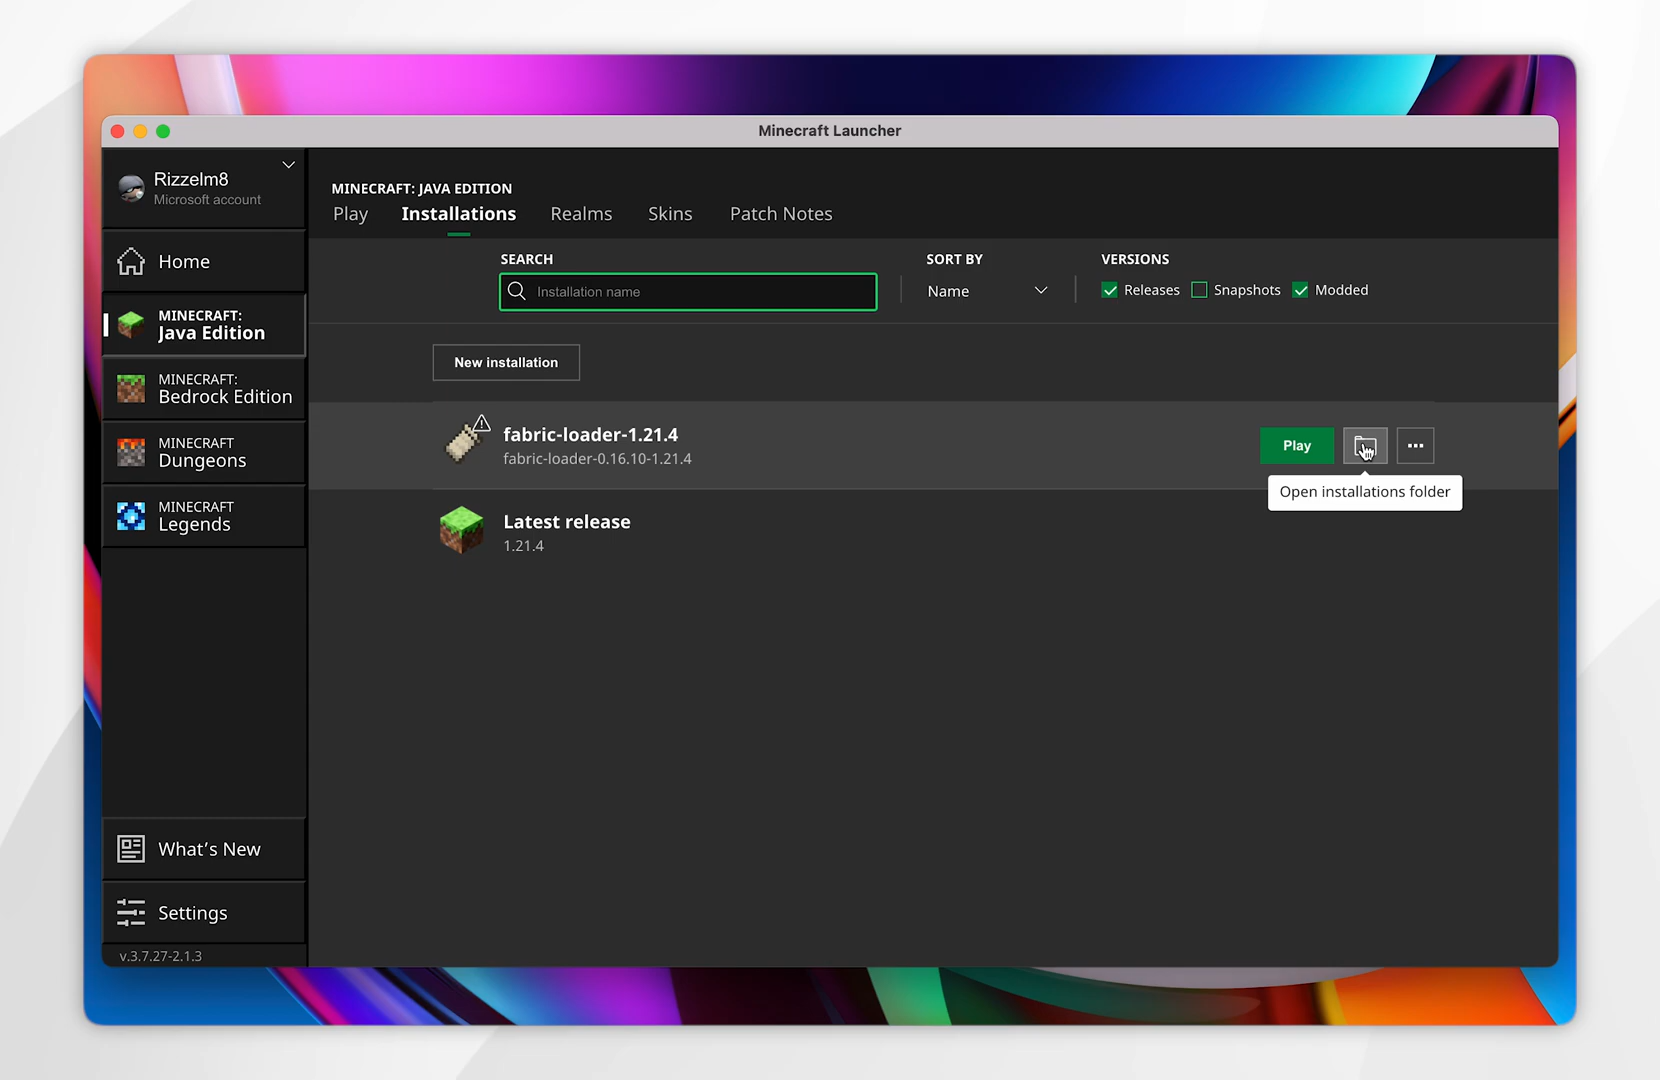 Minecraft Launcher
Rizzelm8
Microsoft account
Home
MINECRAFT:
Java Edition
MINECRAFT:
Bedrock Edition
MINECRAFT
Dungeons
MINECRAFT
Legends
What's New
Settings
v.3.7.27-2.1.3
MINECRAFT: JAVA EDITION
Play Installations Realms Skins Patch Notes
SEARCH
Installation name
SORT BY
Name
VERSIONS
Releases Snapshots Modded
New installation
fabric-loader-1.21.4
fabric-loader-0.16.10-1.21.4
Play
Open installations folder
Latest release
1.21.4